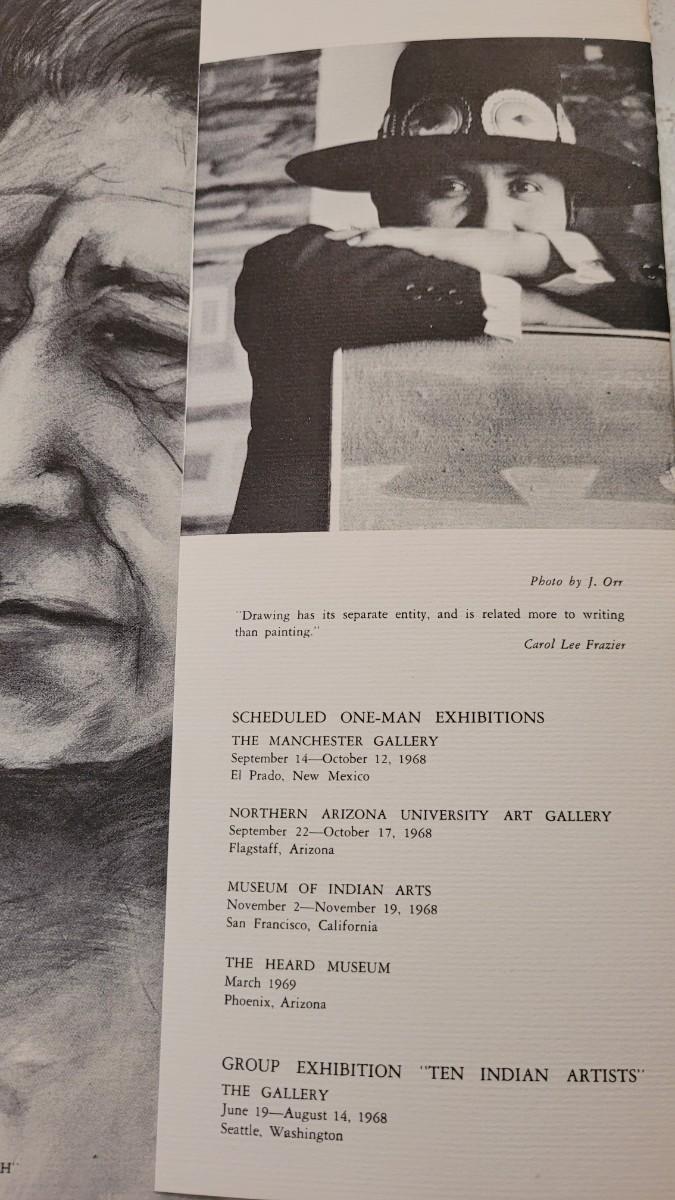 Photo by J. Orr
"Drawing has its separate entity, and is related more to writing
than painting."
Carol Lee Frazier
SCHEDULED ONE-MAN EXHIBITIONS
THE MANCHESTER GALLERY
September 14—October 12, 1968
El Prado, New Mexico
NORTHERN ARIZONA UNIVERSITY ART GALLERY
September 22—October 17, 1968
Flagstaff, Arizona
MUSEUM OF INDIAN ARTS
November 2—November 19, 1968
San Francisco, California
THE HEARD MUSEUM
March 1969
Phoenix, Arizona
GROUP EXHIBITION "TEN INDIAN ARTISTS"
THE GALLERY
June 19—August 14, 1968
Seattle, Washington
H"